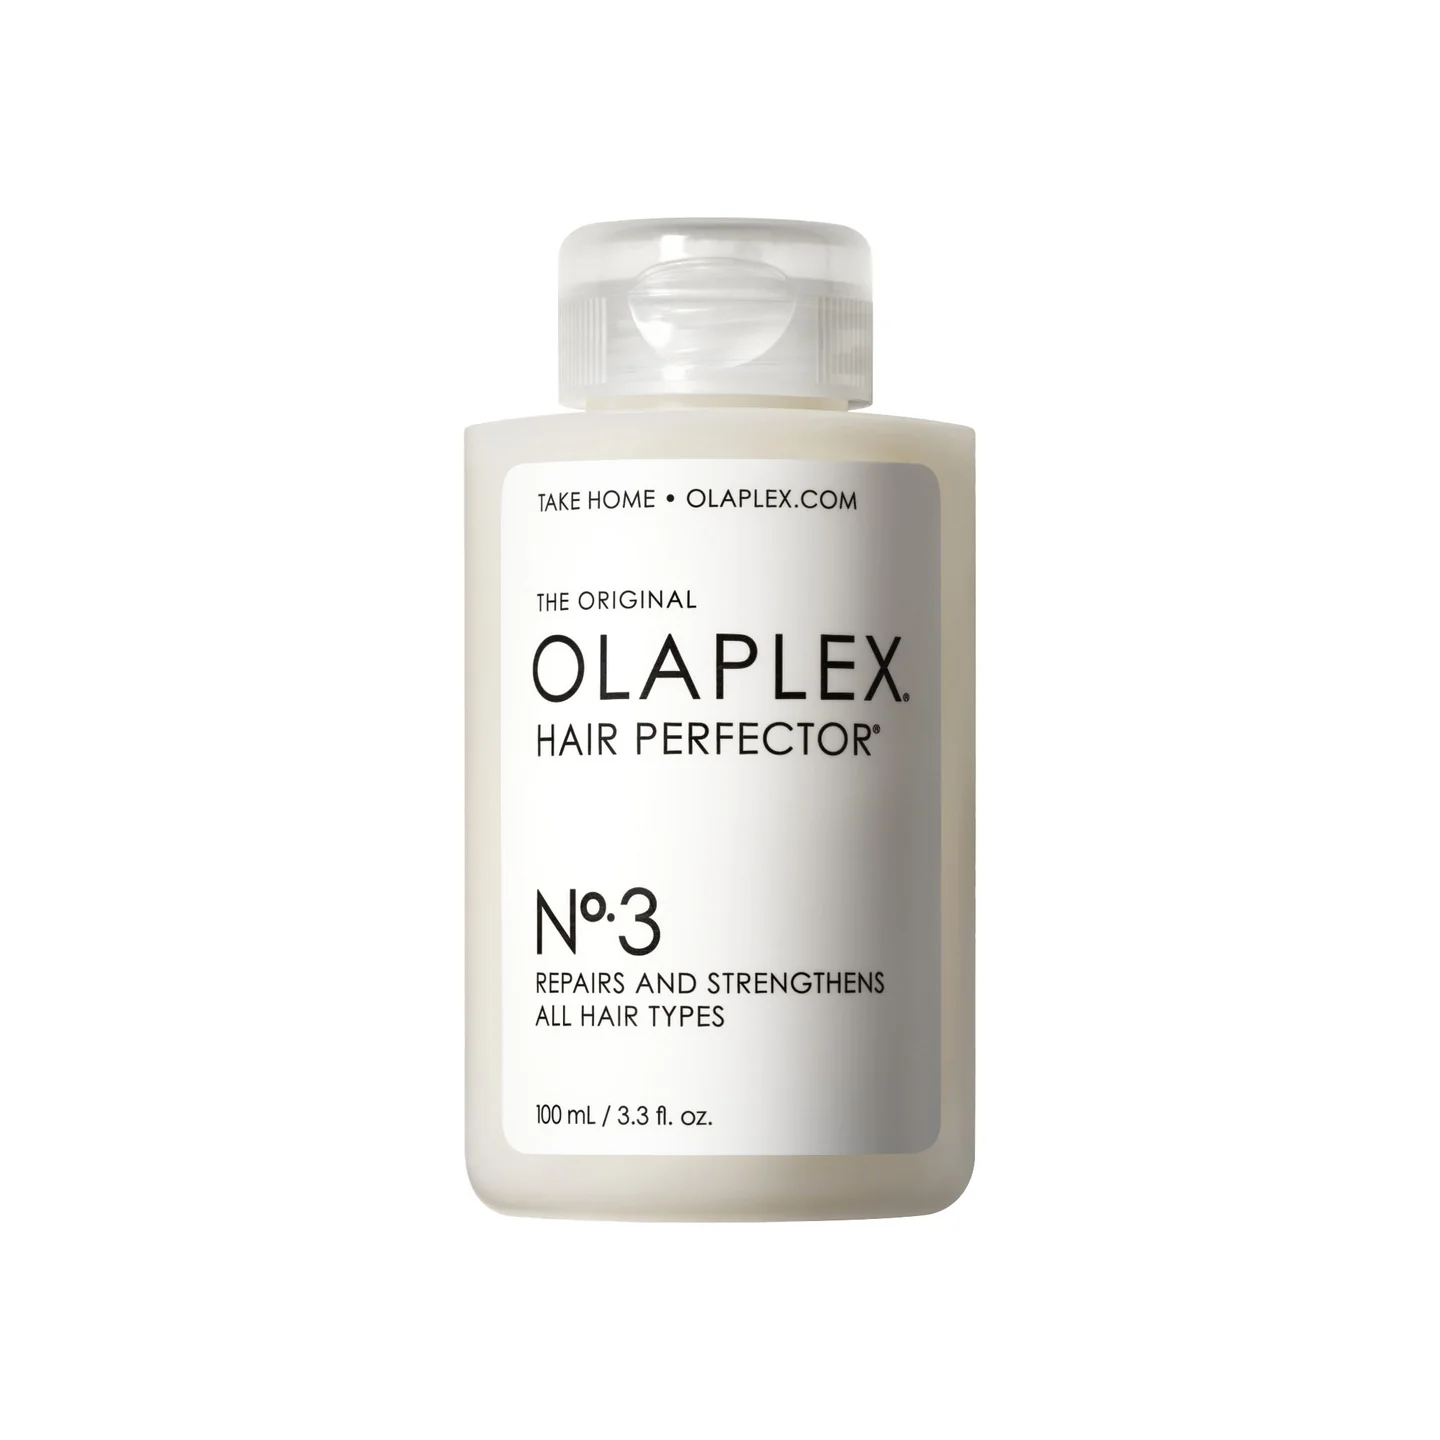 TAKE HOME • OLAPLEX.COM
THE ORIGINAL
OLAPLEX®
HAIR PERFECTOR®
Nº.3
REPAIRS AND STRENGTHENS
ALL HAIR TYPES
100 mL / 3.3 fl. oz.